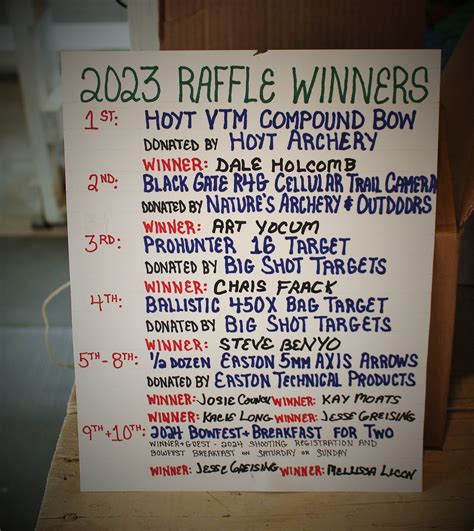 2023 RAFFLE WINNERS
1ST: HOYT VTM COMPOUND BOW
DONATED BY HOYT ARCHERY
WINNER: DALE HOLCOMB
2ND: BLACK GATE R4G CELLULAR TRAIL CAMERA
DONATED BY NATURE'S ARCHERY & OUTDOORS
WINNER: ART YOCUM
3RD: PROHUNTER 16 TARGET
DONATED BY BIG SHOT TARGETS
WINNER: CHRIS FRACK
4TH: BALLISTIC 450X BAG TARGET
DONATED BY BIG SHOT TARGETS
WINNER: STEVE BENYO
5TH-8TH: 1/2 DOZEN EASTON 5MM AXIS ARROWS
DONATED BY EASTON TECHNICAL PRODUCTS
WINNER: JOSIE WINNER: KAY MOATS
WINNER: KACIE LONG WINNER: JESSE GREISING
9TH+10TH: 2024 BOWFEST+BREAKFAST FOR TWO
WINNER+GUEST - 2024 SHOOTING REGISTRATION AND
BOWFEST BREAKFAST ON SATURDAY OR SUNDAY
WINNER: JESSE GREISING WINNER: MELLISSA